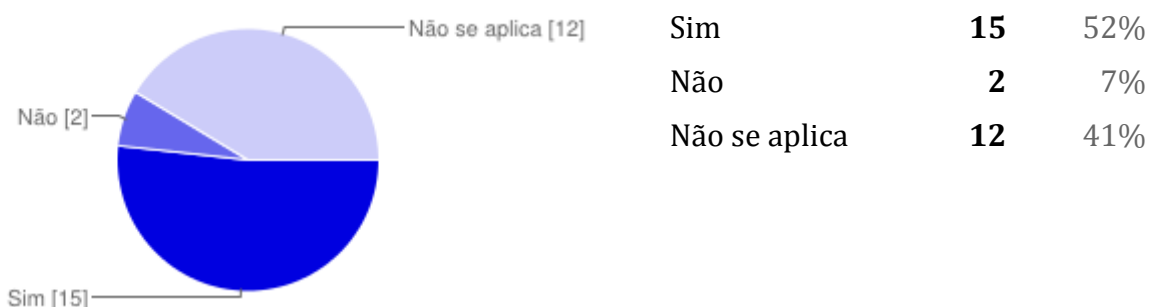 Não se aplica [12]
Não [2]
Sim [15]
Sim 15 52%
Não 2 7%
Não se aplica 12 41%